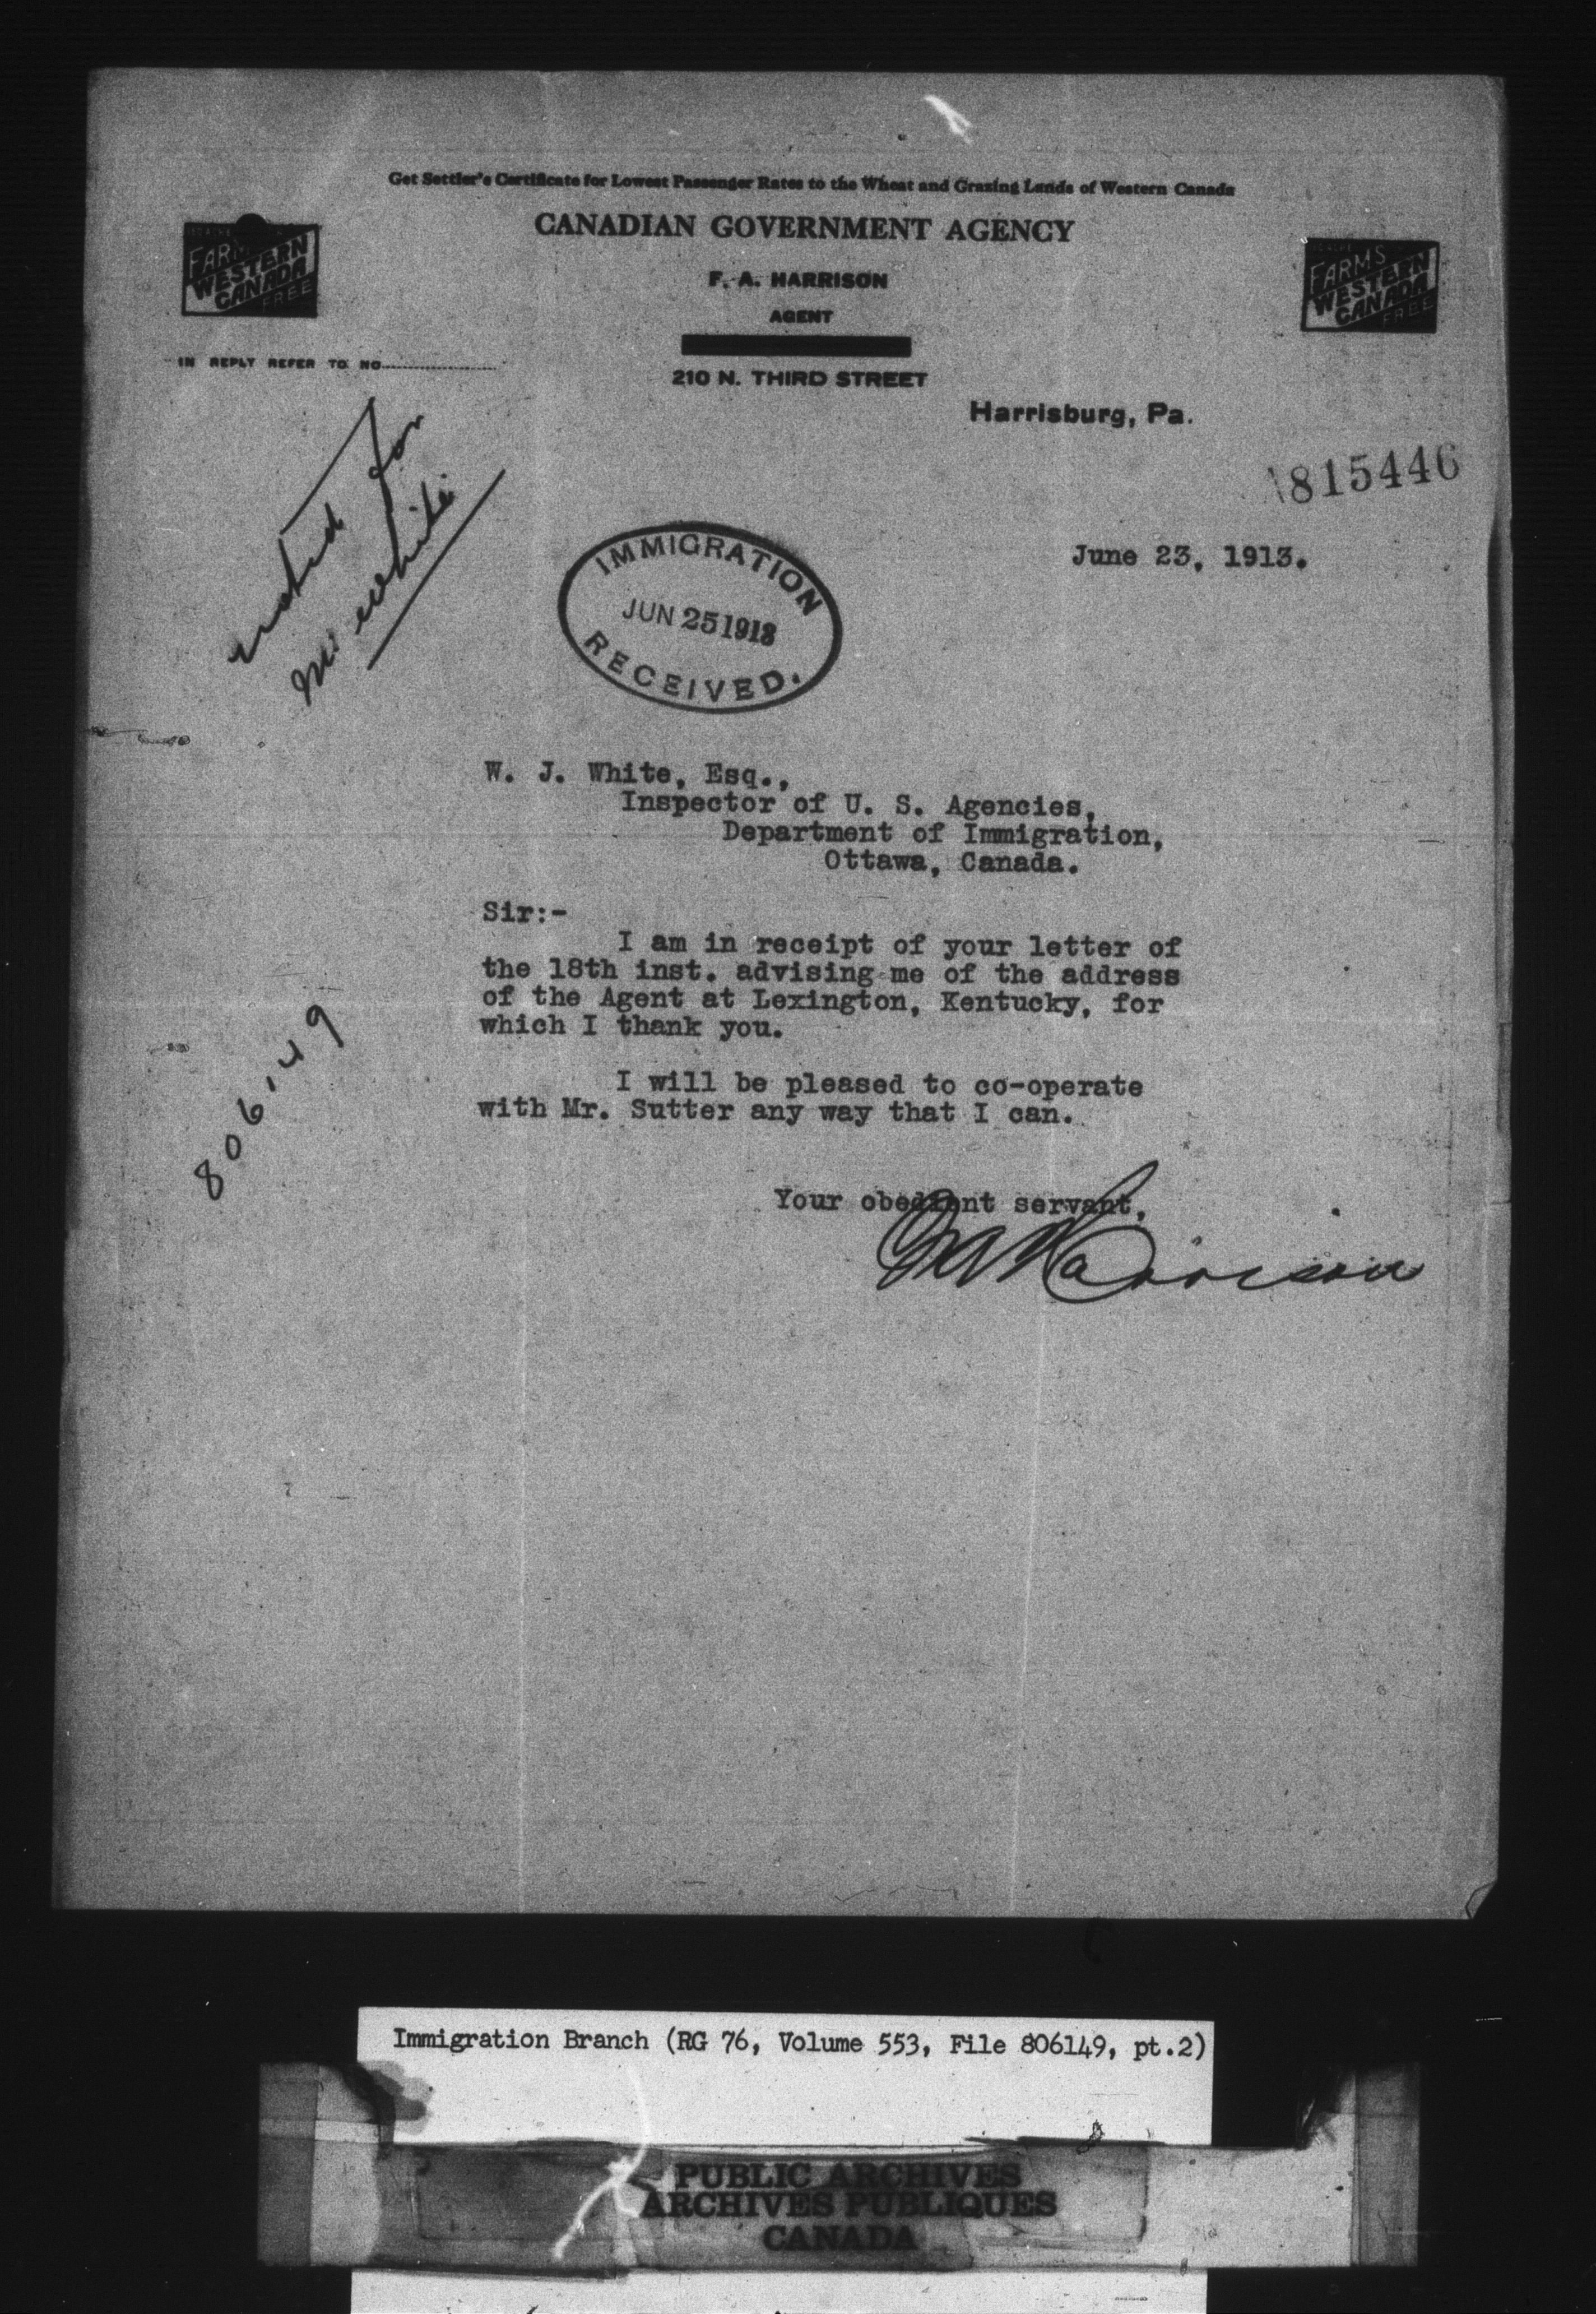 Get Settler's Certificate for Lowest Passenger Rates to the Wheat and Grazing Lands of Western Canada
CANADIAN GOVERNMENT AGENCY
F. A. HARRISON
AGENT
210 N. THIRD STREET
Harrisburg, Pa.
FARMS
WESTERN
CANADA
FREE
FARMS
WESTERN
CANADA
FREE
IN REPLY REFER TO NO.
815446
noted for
Mr White
June 23, 1913.
IMMIGRATION
JUN 25 1913
RECEIVED.
W. J. White, Esq.,
Inspector of U. S. Agencies,
Department of Immigration,
Ottawa, Canada.
Sir:-
I am in receipt of your letter of
the 18th inst. advising me of the address
of the Agent at Lexington, Kentucky, for
which I thank you.
I will be pleased to co-operate
with Mr. Sutter any way that I can.
806149
Your obedient servant,
Harrison
Immigration Branch (RG 76, Volume 553, File 806149, pt.2)
PUBLIC ARCHIVES
ARCHIVES PUBLIQUES
CANADA